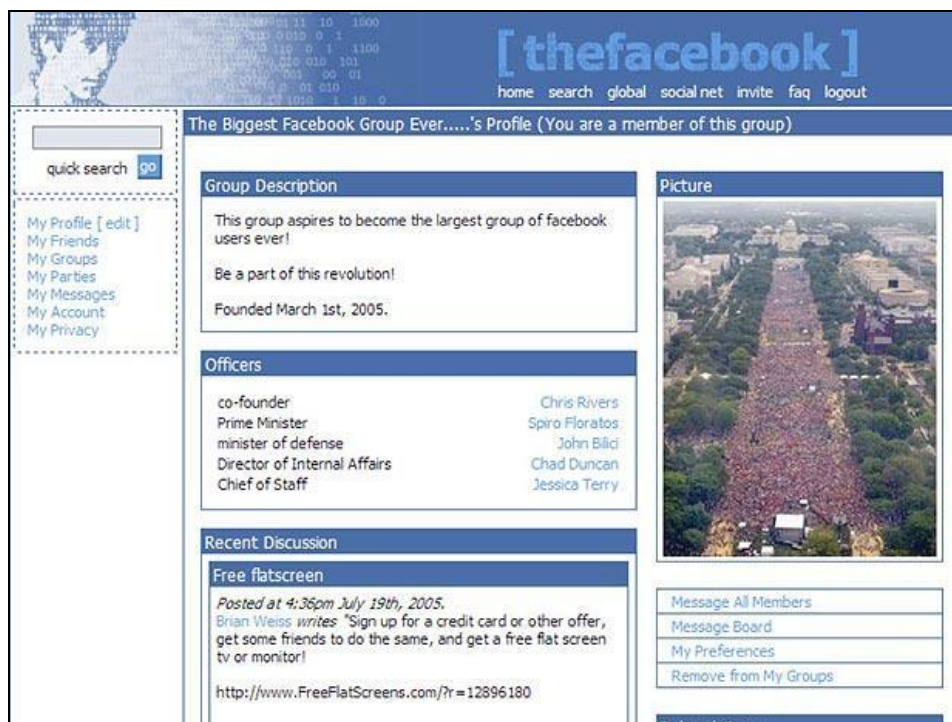 [ thefacebook ]
home search global social net invite faq logout
quick search go
My Profile [ edit ]
My Friends
My Groups
My Parties
My Messages
My Account
My Privacy
The Biggest Facebook Group Ever.....'s Profile (You are a member of this group)
Group Description
This group aspires to become the largest group of facebook
users ever!
Be a part of this revolution!
Founded March 1st, 2005.
Officers
co-founder Chris Rivers
Prime Minister Spiro Floratos
minister of defense John Bilici
Director of Internal Affairs Chad Duncan
Chief of Staff Jessica Terry
Recent Discussion
Free flatscreen
Posted at 4:36pm July 19th, 2005.
Brian Weiss writes "Sign up for a credit card or other offer,
get some friends to do the same, and get a free flat screen
tv or monitor!
http://www.FreeFlatScreens.com/?r=12896180
Picture
Message All Members
Message Board
My Preferences
Remove from My Groups